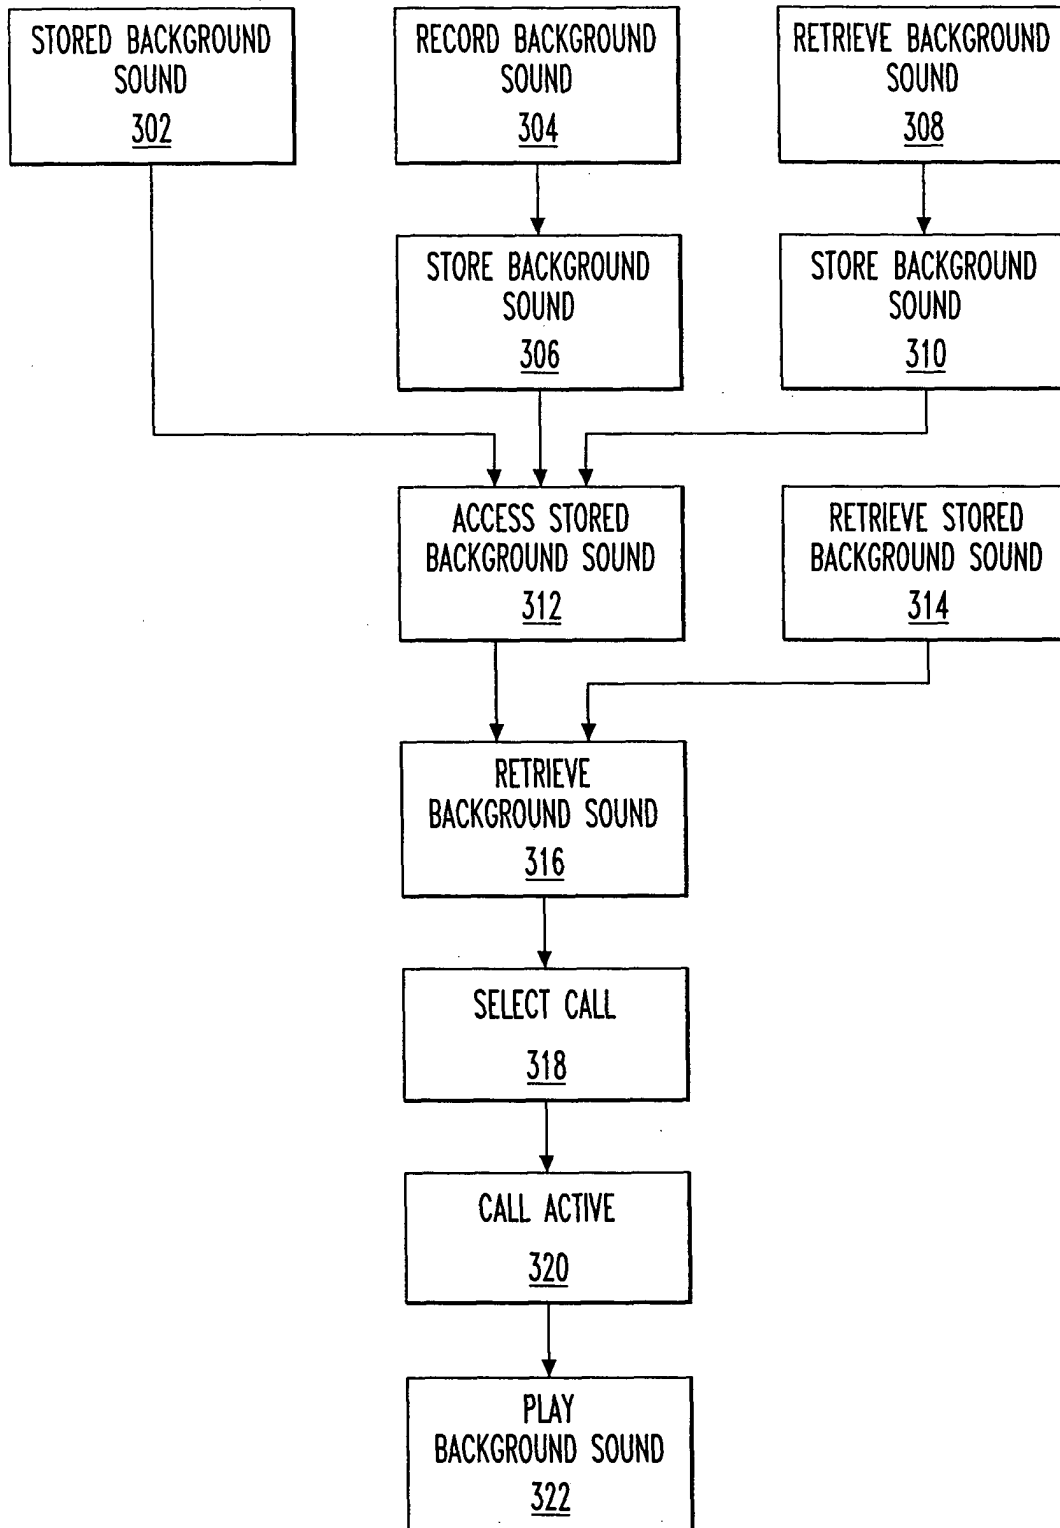 STORED BACKGROUND
SOUND
302
RECORD BACKGROUND
SOUND
304
RETRIEVE BACKGROUND
SOUND
308
STORE BACKGROUND
SOUND
306
STORE BACKGROUND
SOUND
310
ACCESS STORED
BACKGROUND SOUND
312
RETRIEVE STORED
BACKGROUND SOUND
314
RETRIEVE
BACKGROUND SOUND
316
SELECT CALL
318
CALL ACTIVE
320
PLAY
BACKGROUND SOUND
322